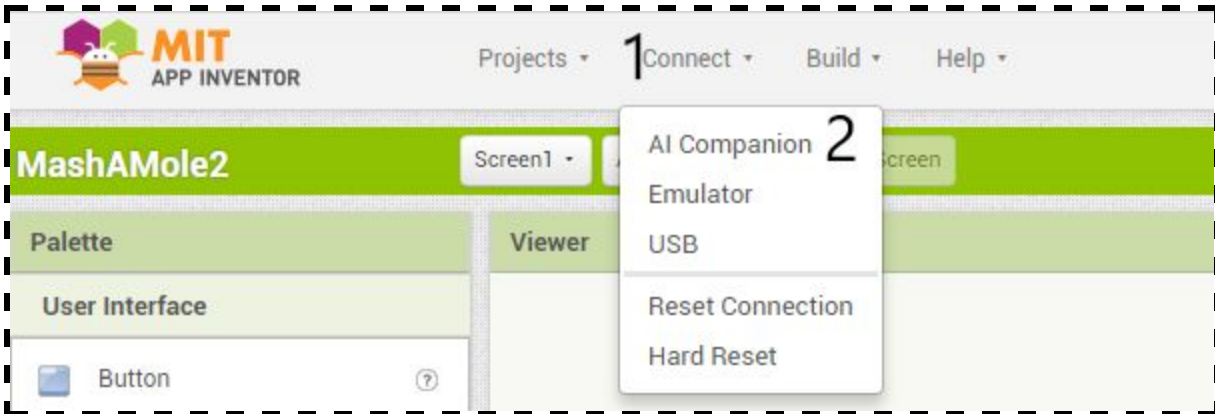 MIT
APP INVENTOR
Projects 1 Connect Build Help
MashAMole2
Screen1
Screen
AI Companion 2
Emulator
USB
Reset Connection
Hard Reset
Palette
Viewer
User Interface
Button ?